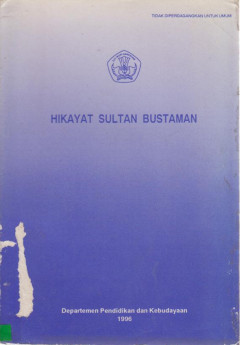 TIDAK DIPERDAGANGKAN UNTUK UMUM
HIKAYAT SULTAN BUSTAMAN
Departemen Pendidikan dan Kebudayaan
1996